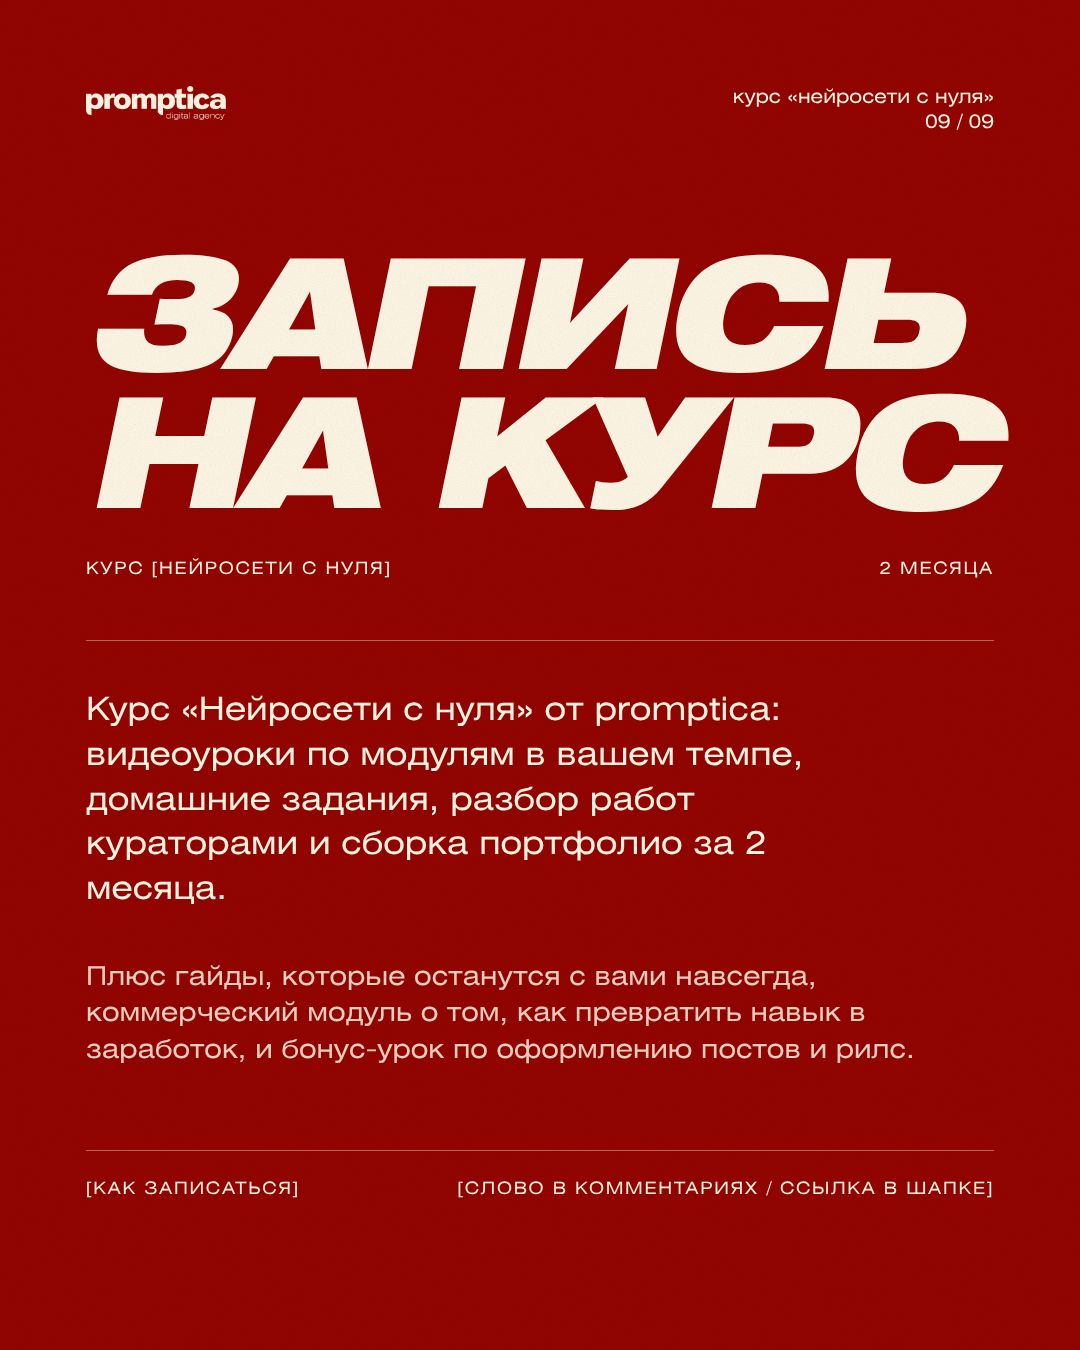 promptica
digital agency
курс «нейросети с нуля»
09 / 09
ЗАПИСЬ
НА КУРС
КУРС [НЕЙРОСЕТИ С НУЛЯ]
2 МЕСЯЦА
Курс «Нейросети с нуля» от promptica:
видеоуроки по модулям в вашем темпе,
домашние задания, разбор работ
кураторами и сборка портфолио за 2
месяца.
Плюс гайды, которые останутся с вами навсегда,
коммерческий модуль о том, как превратить навык в
заработок, и бонус-урок по оформлению постов и рилс.
[КАК ЗАПИСАТЬСЯ]
[СЛОВО В КОММЕНТАРИЯХ / ССЫЛКА В ШАПКЕ]